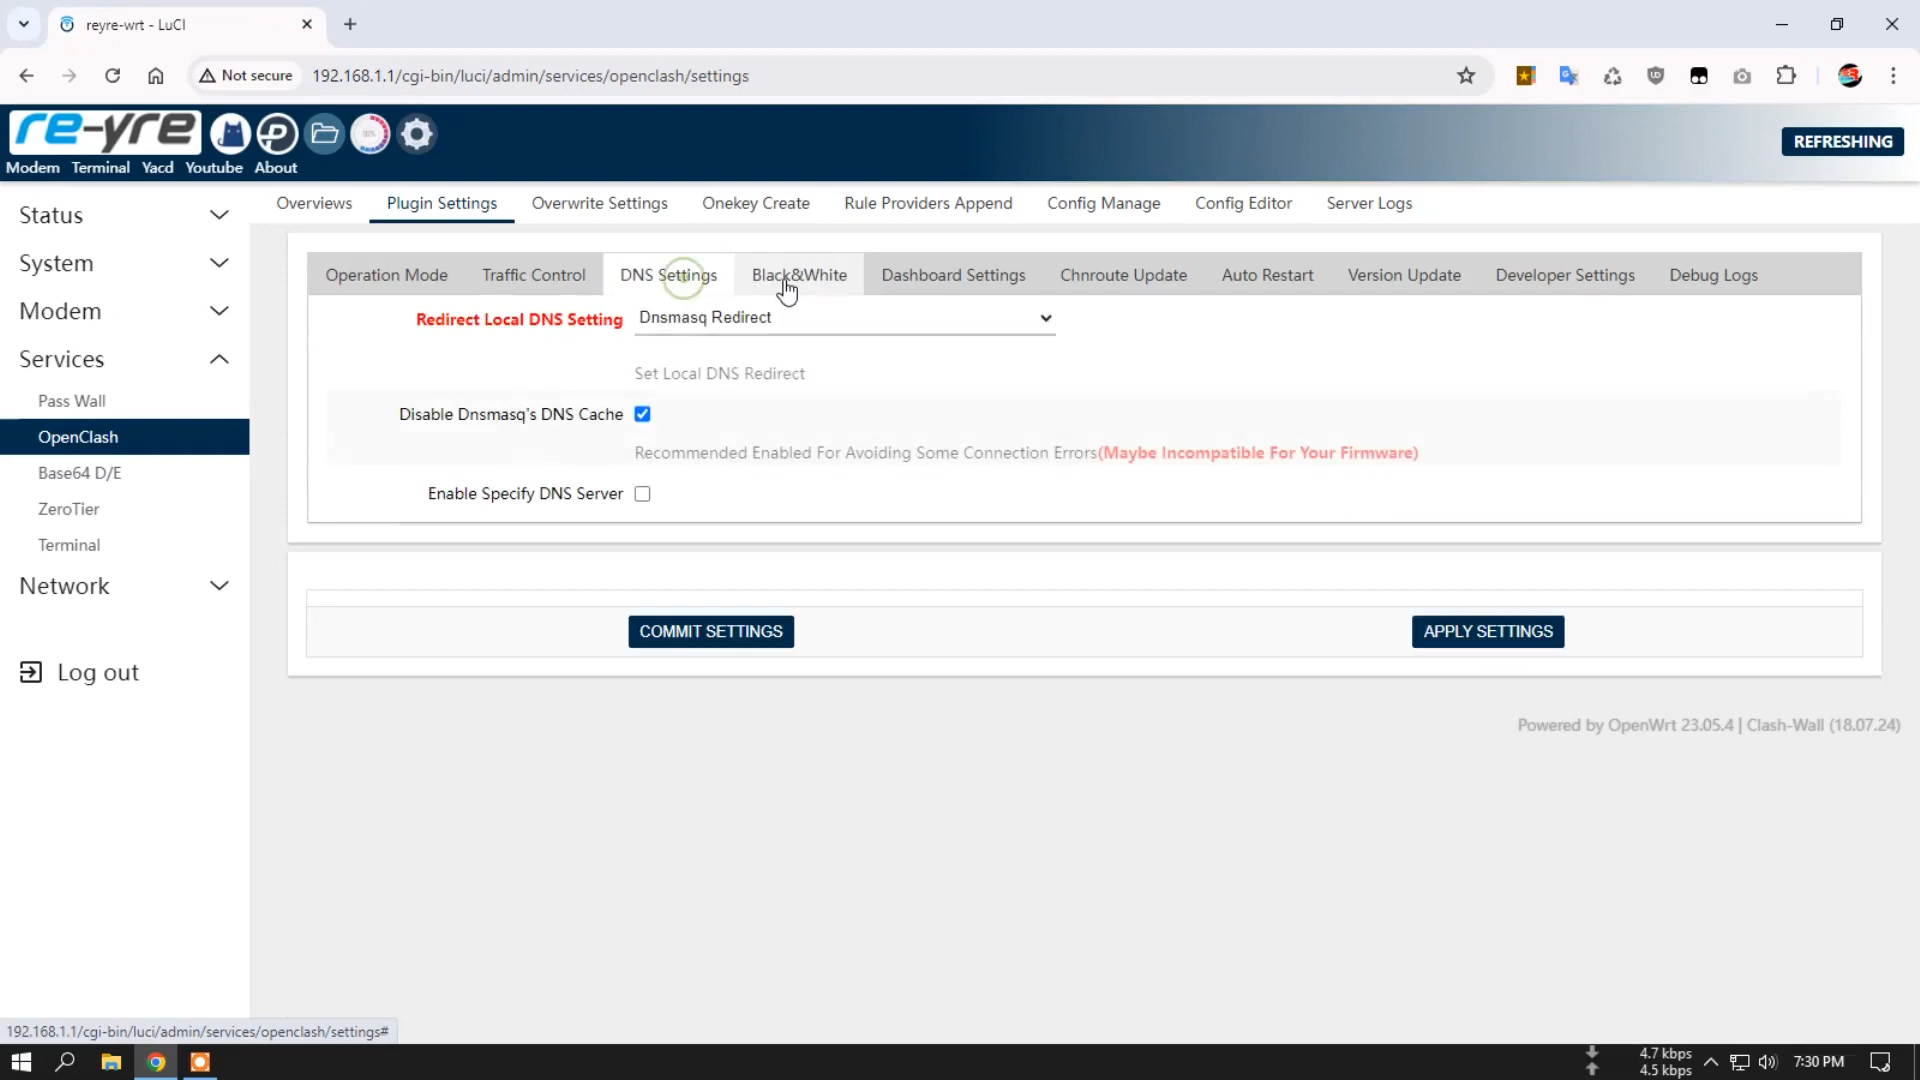 reyre-wrt - LuCI
Not secure
192.168.1.1/cgi-bin/luci/admin/services/openclash/settings
re-yre
REFRESHING
Modem Terminal Yacd Youtube About
Status
System
Modem
Services
Pass Wall
OpenClash
Base64 D/E
ZeroTier
Terminal
Network
Log out
Overviews Plugin Settings Overwrite Settings Onekey Create Rule Providers Append Config Manage Config Editor Server Logs
Operation Mode Traffic Control DNS Settings Black&White Dashboard Settings Chnroute Update Auto Restart Version Update Developer Settings Debug Logs
Redirect Local DNS Setting Dnsmasq Redirect
Set Local DNS Redirect
Disable Dnsmasq's DNS Cache
Recommended Enabled For Avoiding Some Connection Errors(Maybe Incompatible For Your Firmware)
Enable Specify DNS Server
COMMIT SETTINGS APPLY SETTINGS
Powered by OpenWrt 23.05.4 | Clash-Wall (18.07.24)
192.168.1.1/cgi-bin/luci/admin/services/openclash/settings#
4.7 kbps
4.5 kbps
7:30 PM